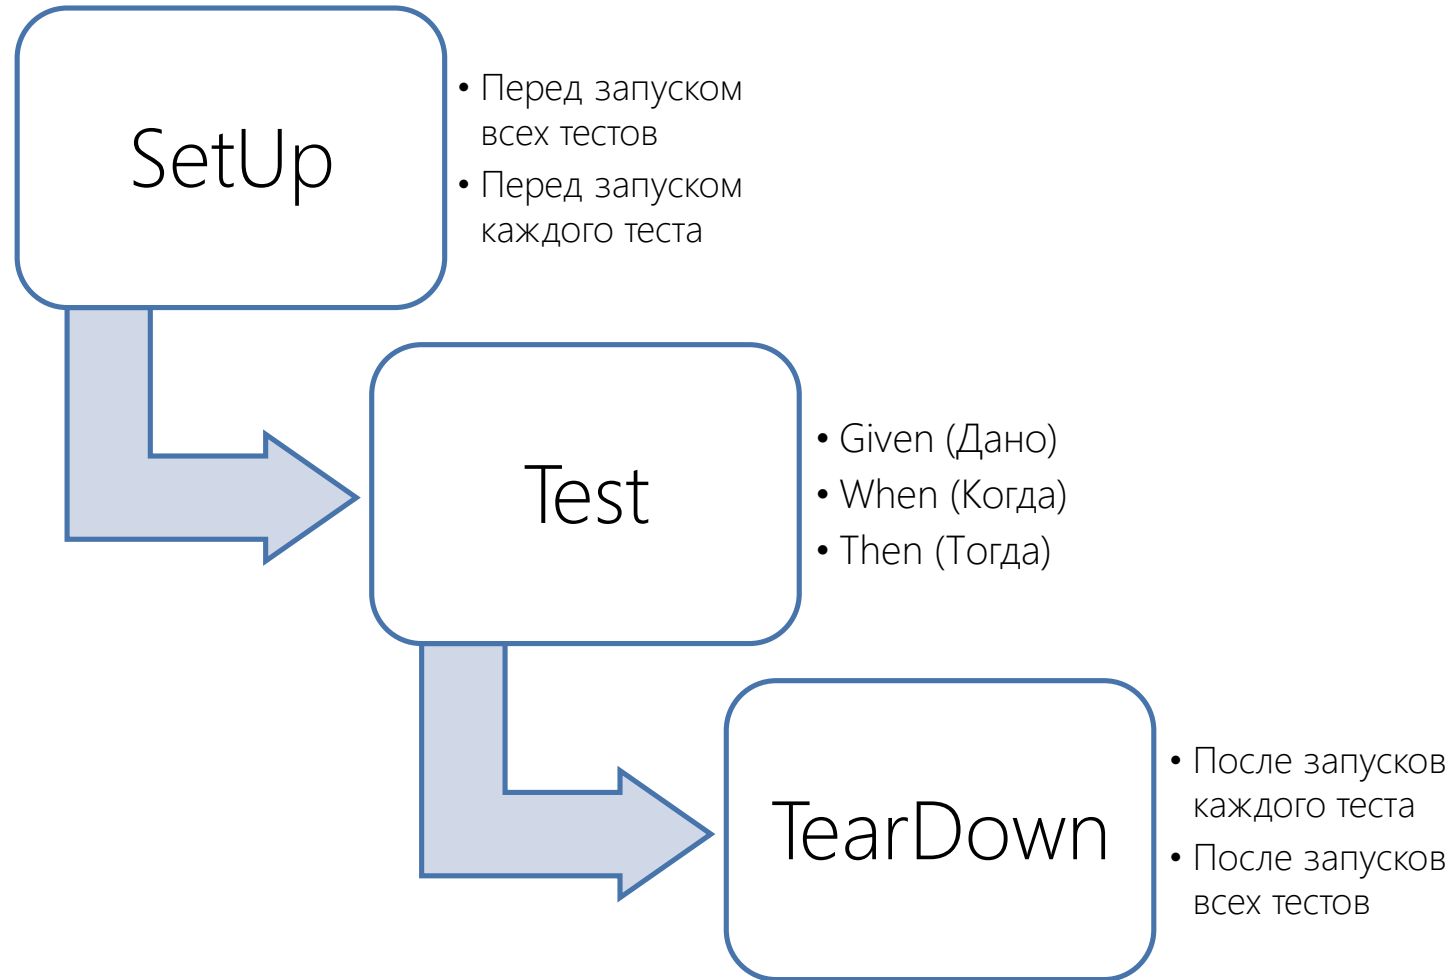 SetUp
• Перед запуском
всех тестов
• Перед запуском
каждого теста
Test
• Given (Дано)
• When (Когда)
• Then (Тогда)
TearDown
• После запусков
каждого теста
• После запусков
всех тестов